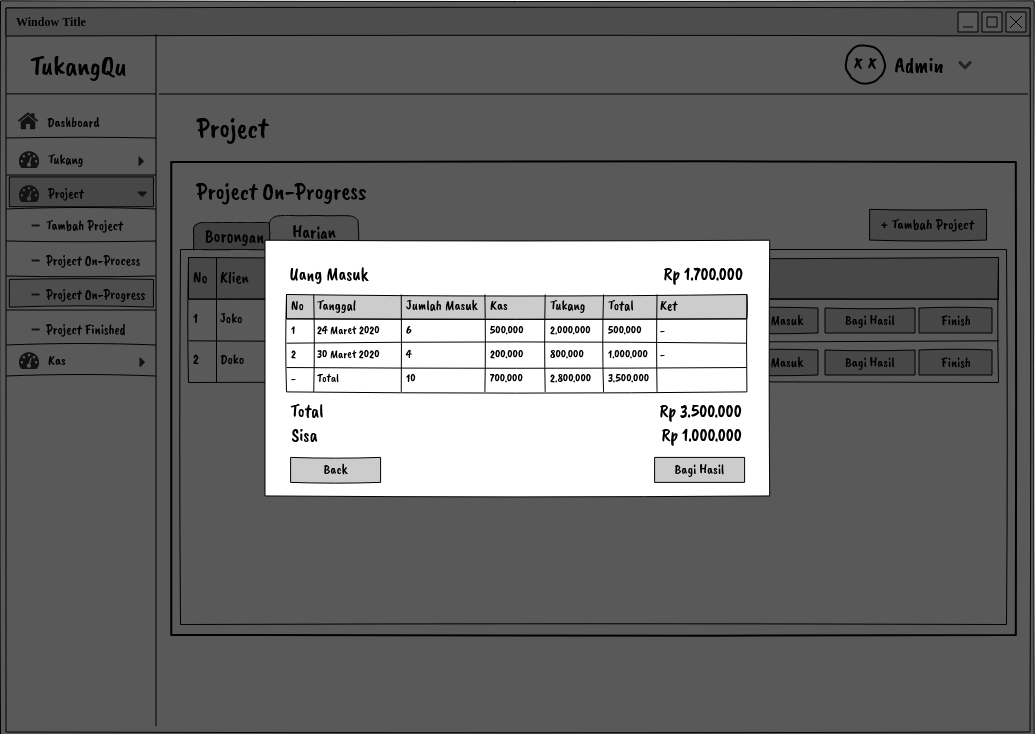 Window Title
TukangQu
Admin
Dashboard
Tukang
Project
– Tambah Project
– Project On-Process
– Project On-Progress
– Project Finished
Kas
Project
Project On-Progress
+ Tambah Project
Borongan Harian
No Klien
1 Joko Masuk Bagi Hasil Finish
2 Doko Masuk Bagi Hasil Finish
Uang Masuk Rp 1,700,000
No Tanggal Jumlah Masuk Kas Tukang Total Ket
1 24 Maret 2020 6 500,000 2,000,000 500,000 -
2 30 Maret 2020 4 200,000 800,000 1,000,000 -
- Total 10 700,000 2,800,000 3,500,000
Total Rp 3,500,000
Sisa Rp 1,000,000
Back Bagi Hasil